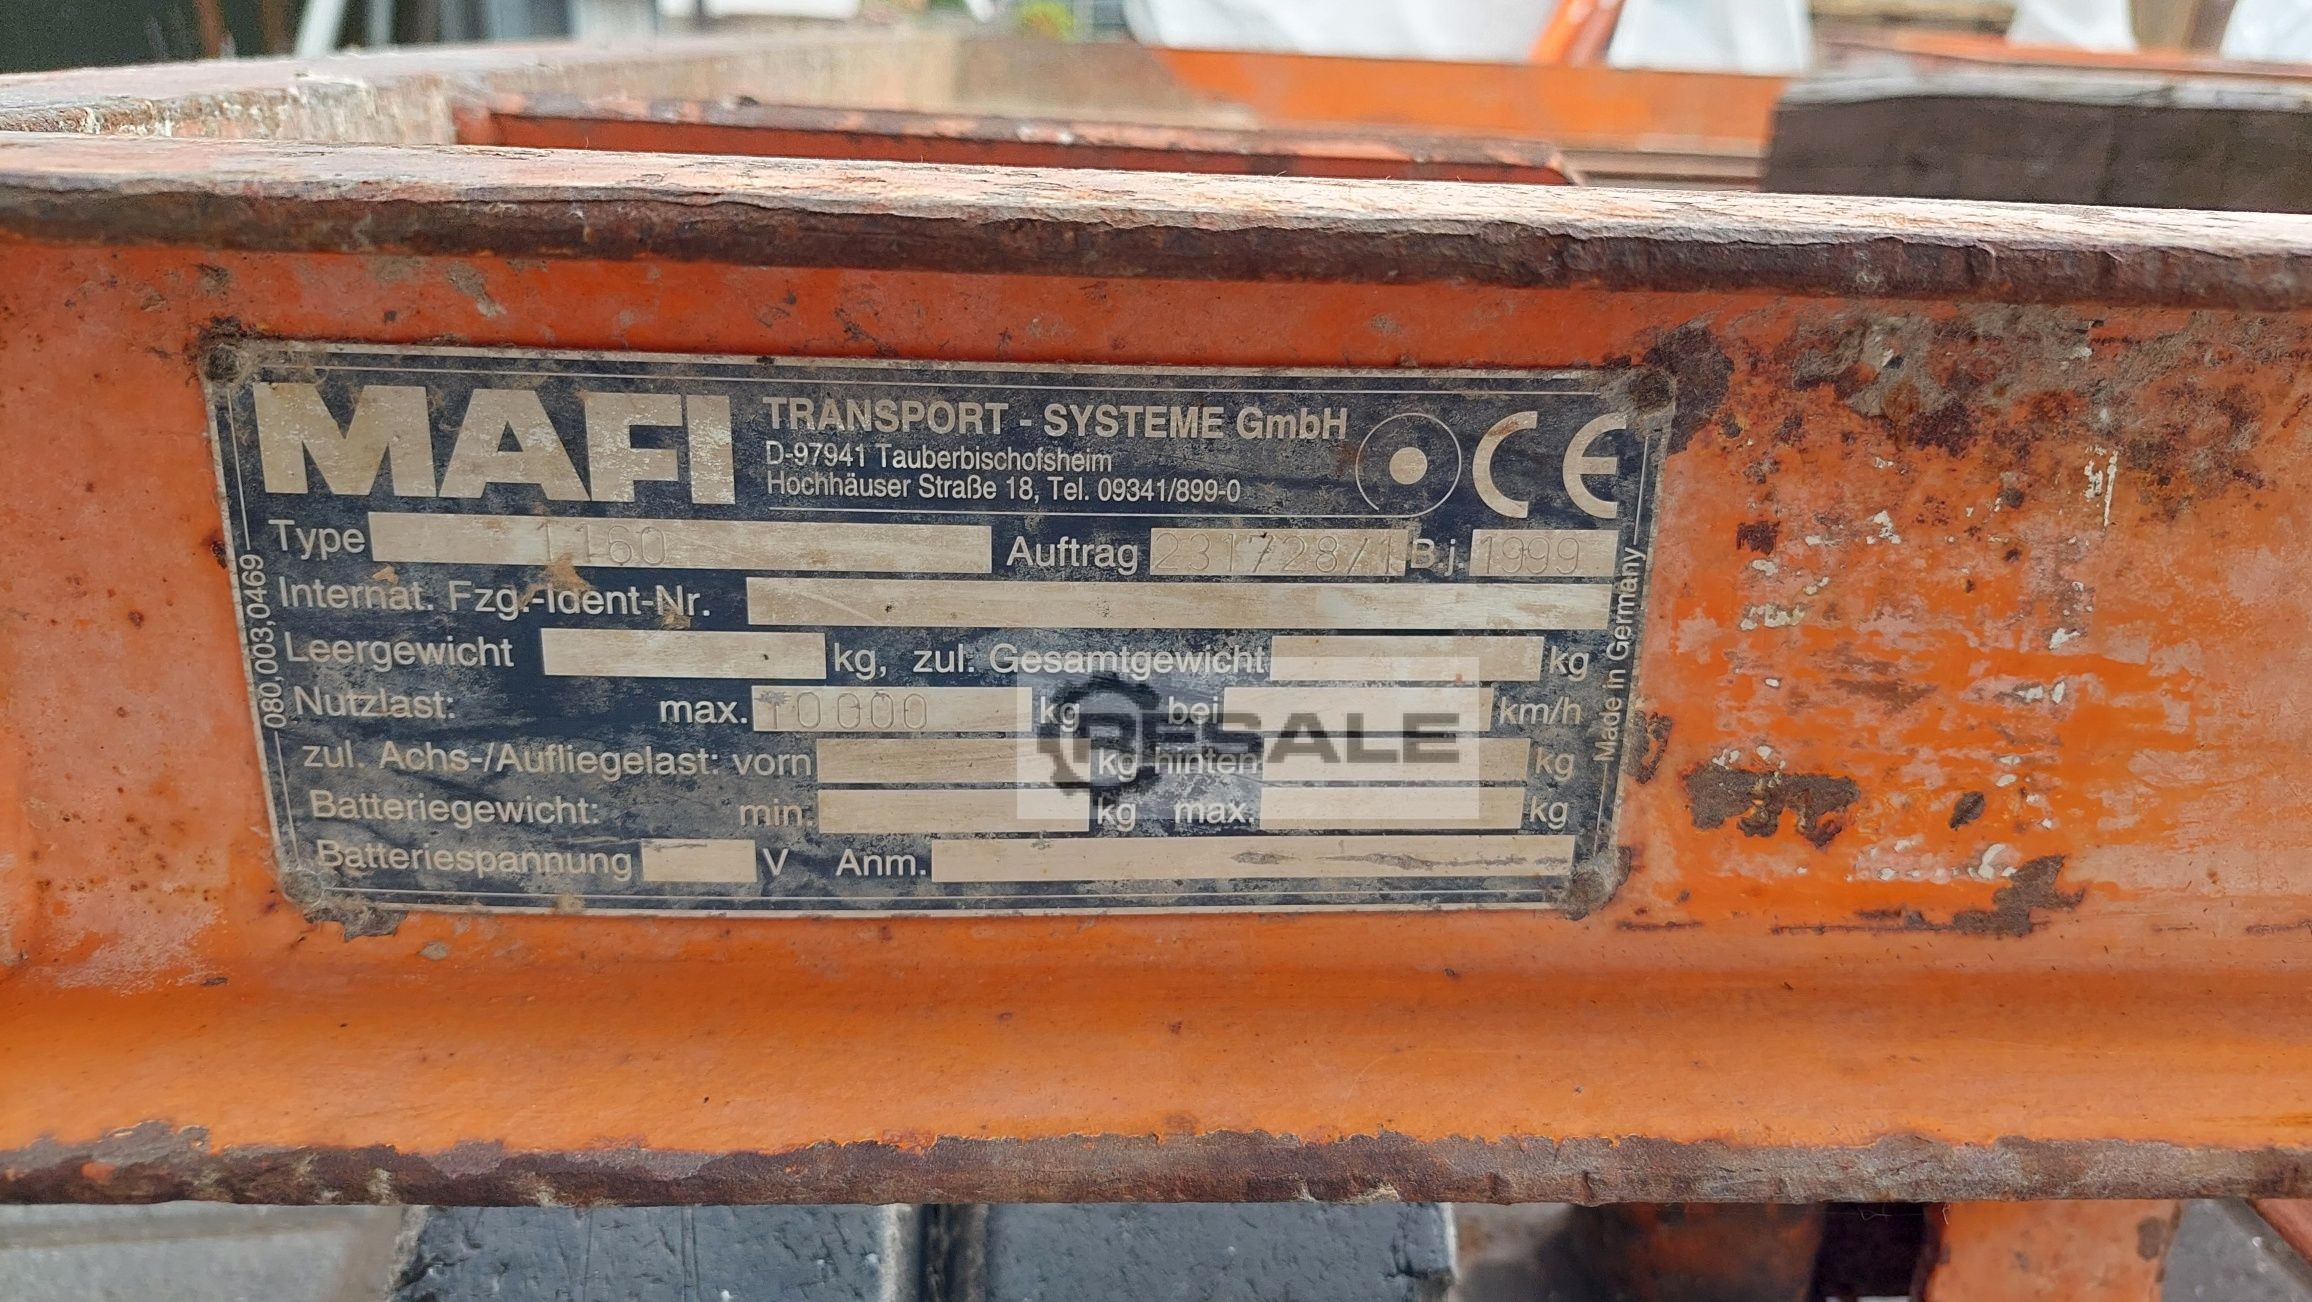 MAFI TRANSPORT - SYSTEME GmbH
D-97941 Tauberbischofsheim
Hochhäuser Straße 18, Tel. 09341/899-0
CE
Type 1160 Auftrag 231728/1 B.j. 1999
Internat. Fzg.-Ident-Nr.
Leergewicht kg, zul. Gesamtgewicht kg
Nutzlast: max. 10000 kg bei km/h
zul. Achs-/Aufliegelast: vorn kg hinten kg
Batteriegewicht: min. kg max. kg
Batteriespannung V Anm.
080,003,0469
Made in Germany
RESALE